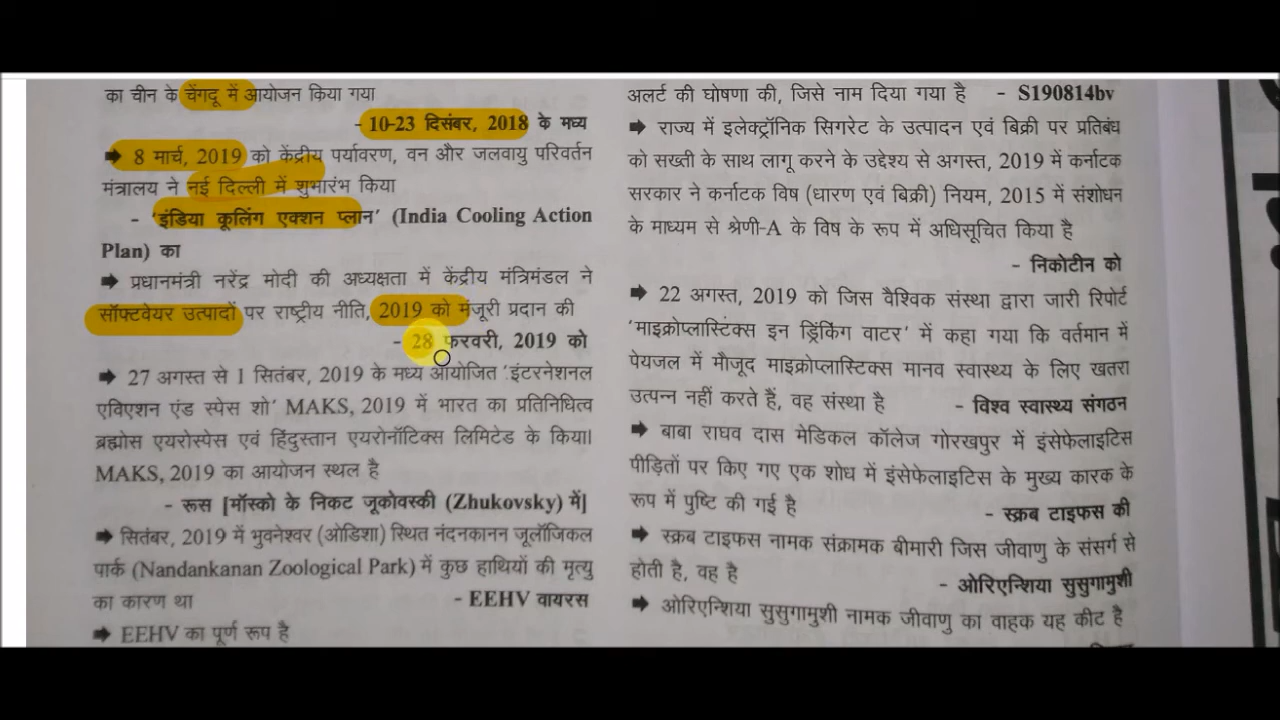 का चीन के चेंगदू में आयोजन किया गया
- 10-23 दिसंबर, 2018 के मध्य
➡ 8 मार्च, 2019 को केंद्रीय पर्यावरण, वन और जलवायु परिवर्तन
मंत्रालय ने नई दिल्ली में शुभारंभ किया
- 'इंडिया कूलिंग एक्शन प्लान' (India Cooling Action
Plan) का
➡ प्रधानमंत्री नरेंद्र मोदी की अध्यक्षता में केंद्रीय मंत्रिमंडल ने
सॉफ्टवेयर उत्पादों पर राष्ट्रीय नीति, 2019 को मंजूरी प्रदान की
- 28 फरवरी, 2019 को
➡ 27 अगस्त से 1 सितंबर, 2019 के मध्य आयोजित 'इंटरनेशनल
एविएशन एंड स्पेस शो' MAKS, 2019 में भारत का प्रतिनिधित्व
ब्रह्मोस एयरोस्पेस एवं हिंदुस्तान एयरोनॉटिक्स लिमिटेड के किया।
MAKS, 2019 का आयोजन स्थल है
- रूस [मॉस्को के निकट जूकोवस्की (Zhukovsky) में]
➡ सितंबर, 2019 में भुवनेश्वर (ओडिशा) स्थित नंदनकानन जूलॉजिकल
पार्क (Nandankanan Zoological Park) में कुछ हाथियों की मृत्यु
का कारण था - EEHV वायरस
➡ EEHV का पूर्ण रूप है
अलर्ट की घोषणा की, जिसे नाम दिया गया है - S190814bv
➡ राज्य में इलेक्ट्रॉनिक सिगरेट के उत्पादन एवं बिक्री पर प्रतिबंध
को सख्ती के साथ लागू करने के उद्देश्य से अगस्त, 2019 में कर्नाटक
सरकार ने कर्नाटक विष (धारण एवं बिक्री) नियम, 2015 में संशोधन
के माध्यम से श्रेणी-A के विष के रूप में अधिसूचित किया है
- निकोटीन को
➡ 22 अगस्त, 2019 को जिस वैश्विक संस्था द्वारा जारी रिपोर्ट
'माइक्रोप्लास्टिक्स इन ड्रिंकिंग वाटर' में कहा गया कि वर्तमान में
पेयजल में मौजूद माइक्रोप्लास्टिक्स मानव स्वास्थ्य के लिए खतरा
उत्पन्न नहीं करते हैं, वह संस्था है - विश्व स्वास्थ्य संगठन
➡ बाबा राघव दास मेडिकल कॉलेज गोरखपुर में इंसेफेलाइटिस
पीड़ितों पर किए गए एक शोध में इंसेफेलाइटिस के मुख्य कारक के
रूप में पुष्टि की गई है - स्क्रब टाइफस की
➡ स्क्रब टाइफस नामक संक्रामक बीमारी जिस जीवाणु के संसर्ग से
होती है, वह है - ओरिएन्शिया सुसुगामुशी
➡ ओरिएन्शिया सुसुगामुशी नामक जीवाणु का वाहक यह कीट है